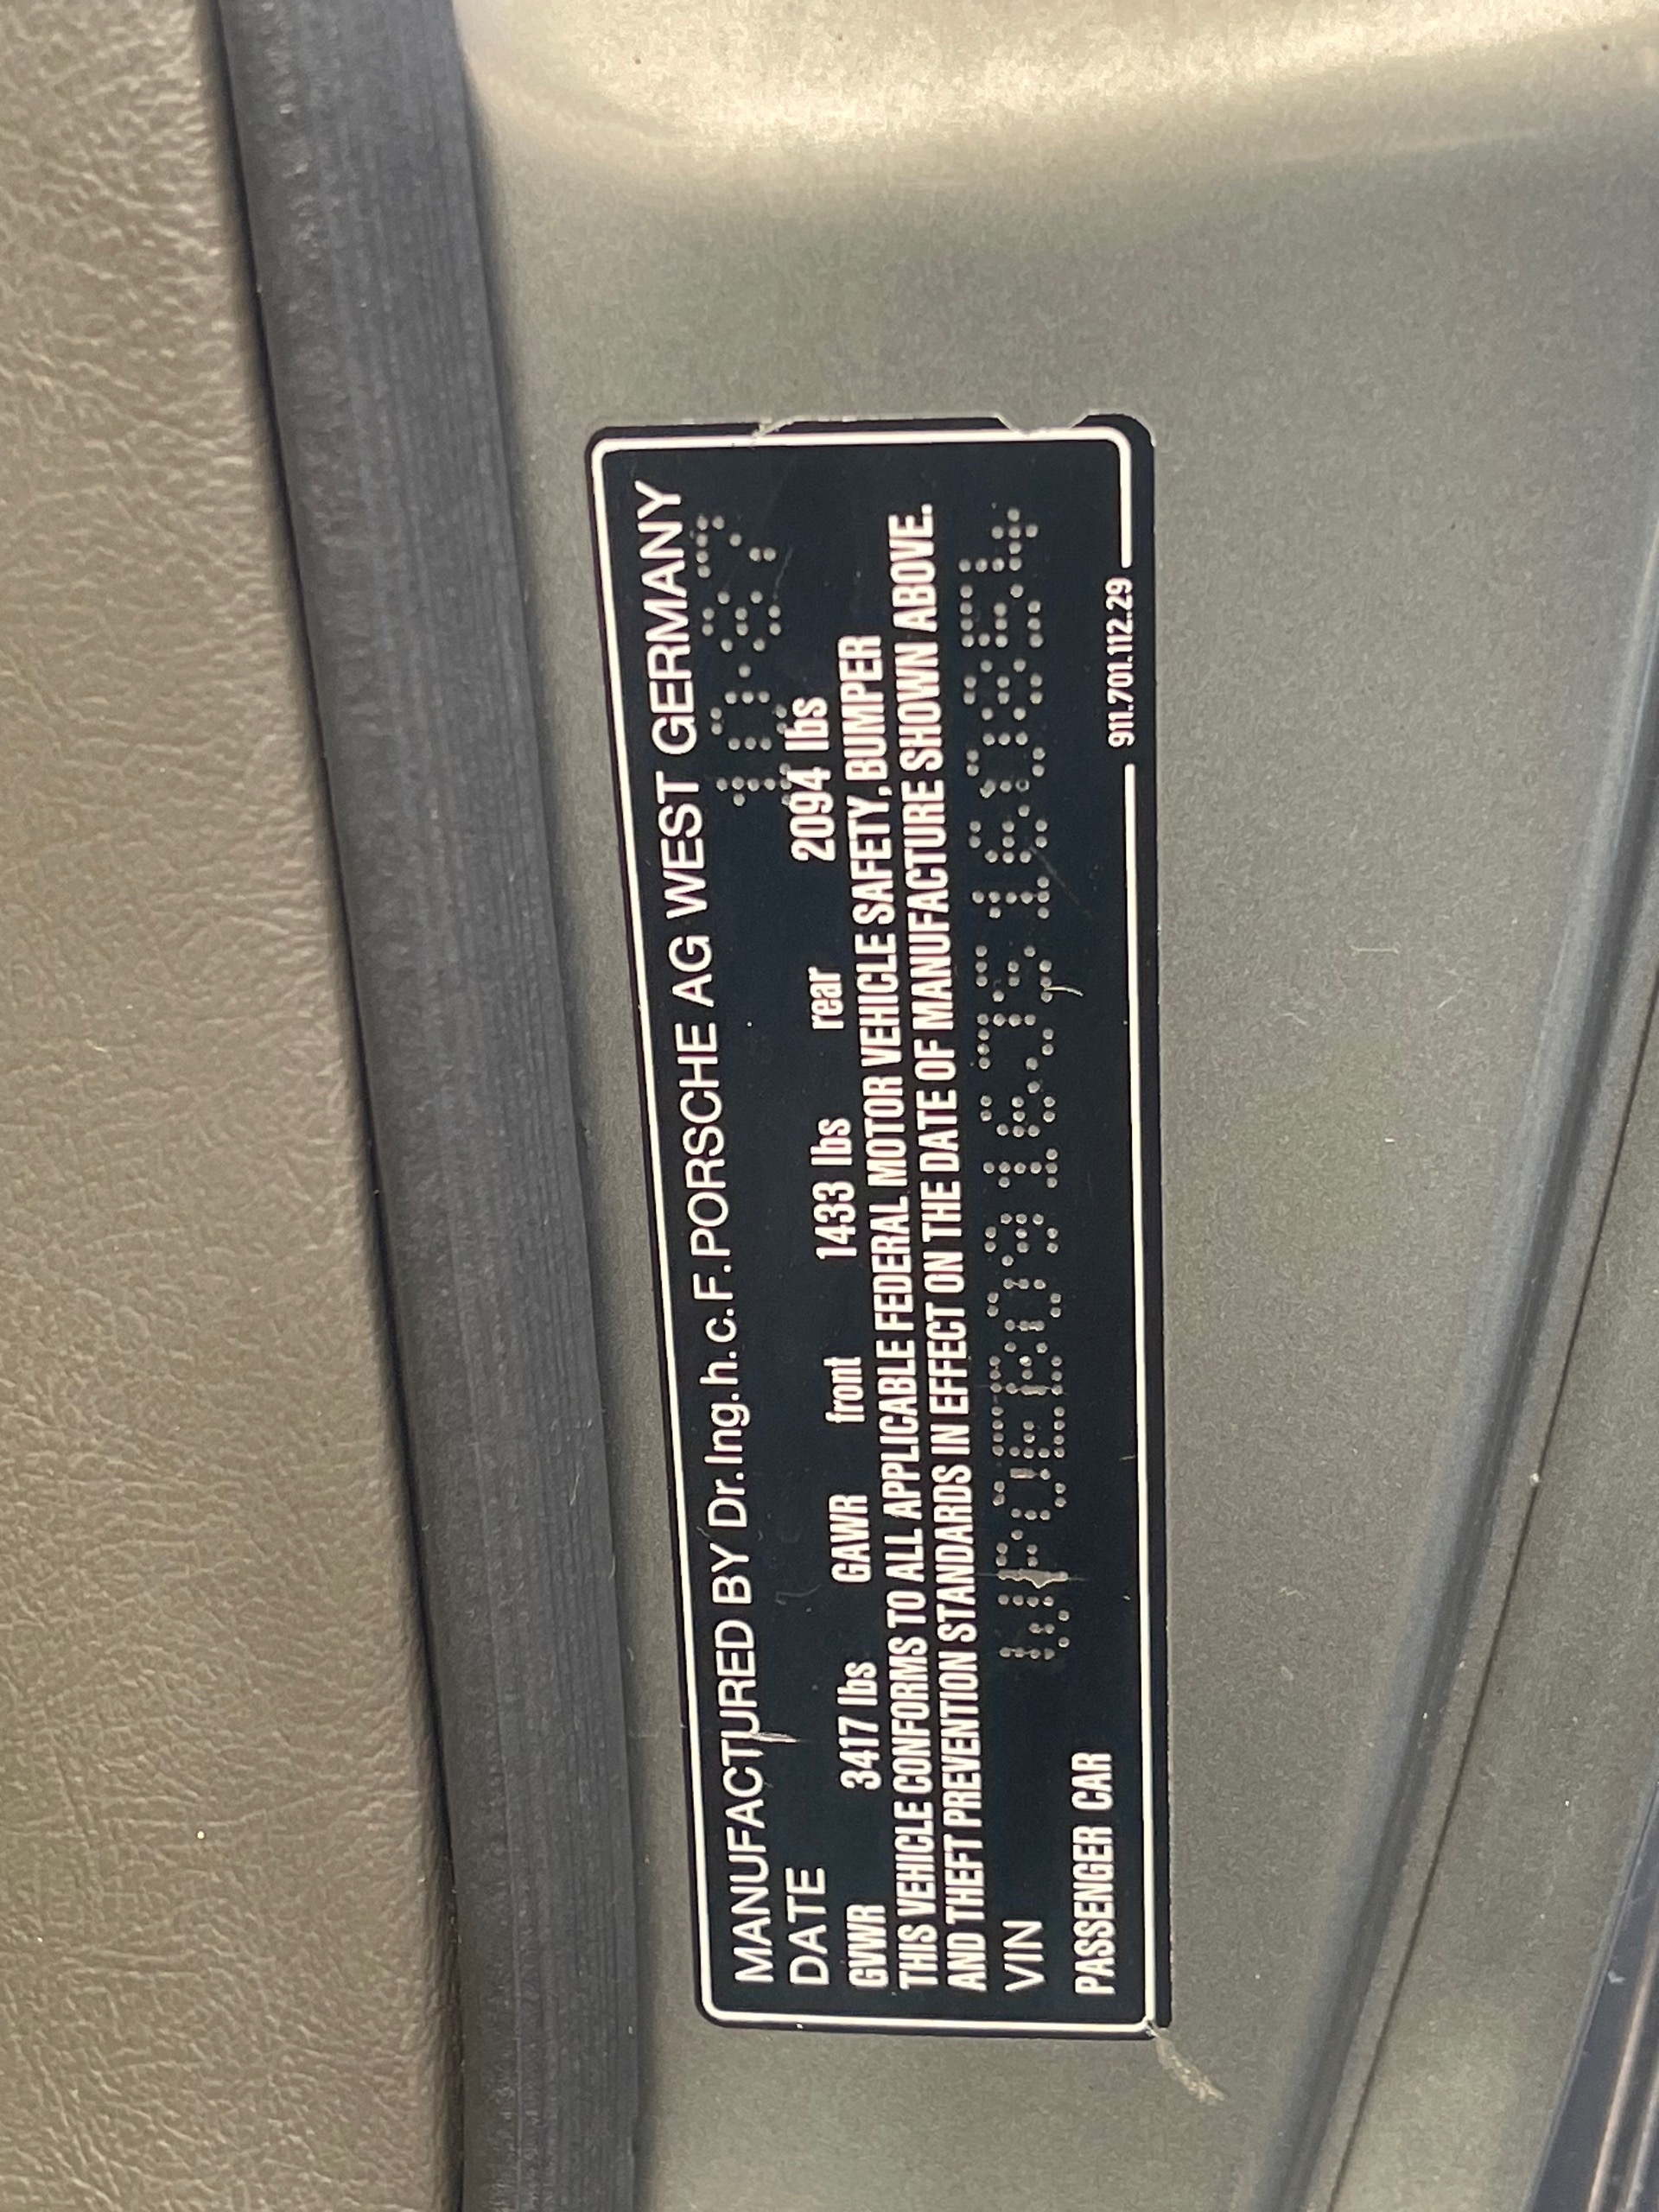 MANUFACTURED BY Dr.Ing.h.c.F.PORSCHE AG WEST GERMANY
DATE 10-87
GVWR 3417 lbs GAWR front 1433 lbs rear 2094 lbs
THIS VEHICLE CONFORMS TO ALL APPLICABLE FEDERAL MOTOR VEHICLE SAFETY, BUMPER
AND THEFT PREVENTION STANDARDS IN EFFECT ON THE DATE OF MANUFACTURE SHOWN ABOVE.
VIN WP0EB0916JS160854
PASSENGER CAR
911.701.112.29